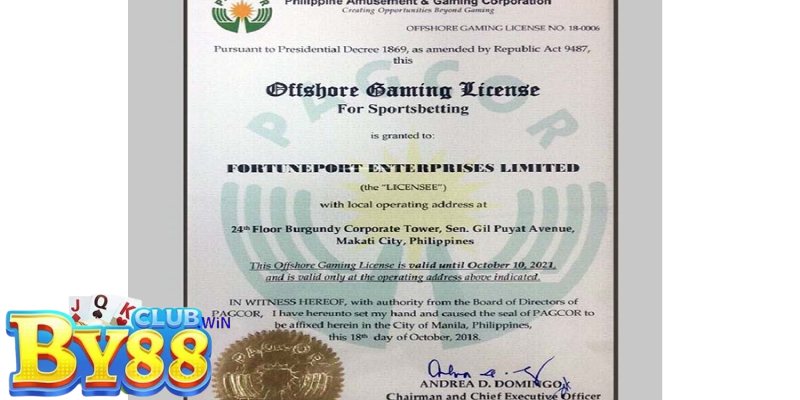 Philippine Amusement & Gaming Corporation
Creating Opportunities Beyond Gaming
OFFSHORE GAMING LICENSE NO. 18-0006
Pursuant to Presidential Decree 1869, as amended by Republic Act 9487,
this
Offshore Gaming License
For Sportsbetting
PAGCOR
is granted to:
FORTUNEPORT ENTERPRISES LIMITED
(the "LICENSEE")
with local operating address at
24th Floor Burgundy Corporate Tower, Sen. Gil Puyat Avenue,
Makati City, Philippines
This Offshore Gaming License is valid until October 10, 2021,
and is valid only at the operating address above indicated.
IN WITNESS HEREOF, with authority from the Board of Directors of
PAGCOR, I have hereunto set my hand and caused the seal of PAGCOR to
be affixed herein in the City of Manila, Philippines,
this 18th day of October, 2018.
ANDREA D. DOMINGO
Chairman and Chief Executive Officer
J Q K
CLUB
.WiN
BY88